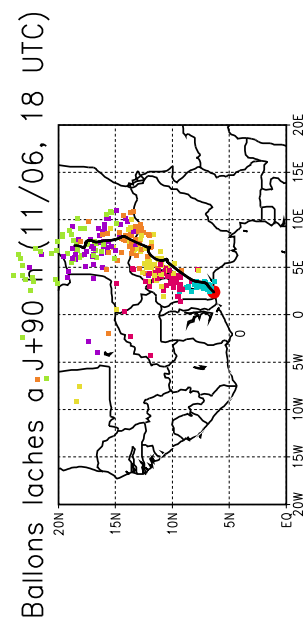 Ballons laches a J+90 h (11/06, 18 UTC)
20N
15N
10N
5N
0
EQ
20W 15W 10W 5W 0 5E 10E 15E 20E